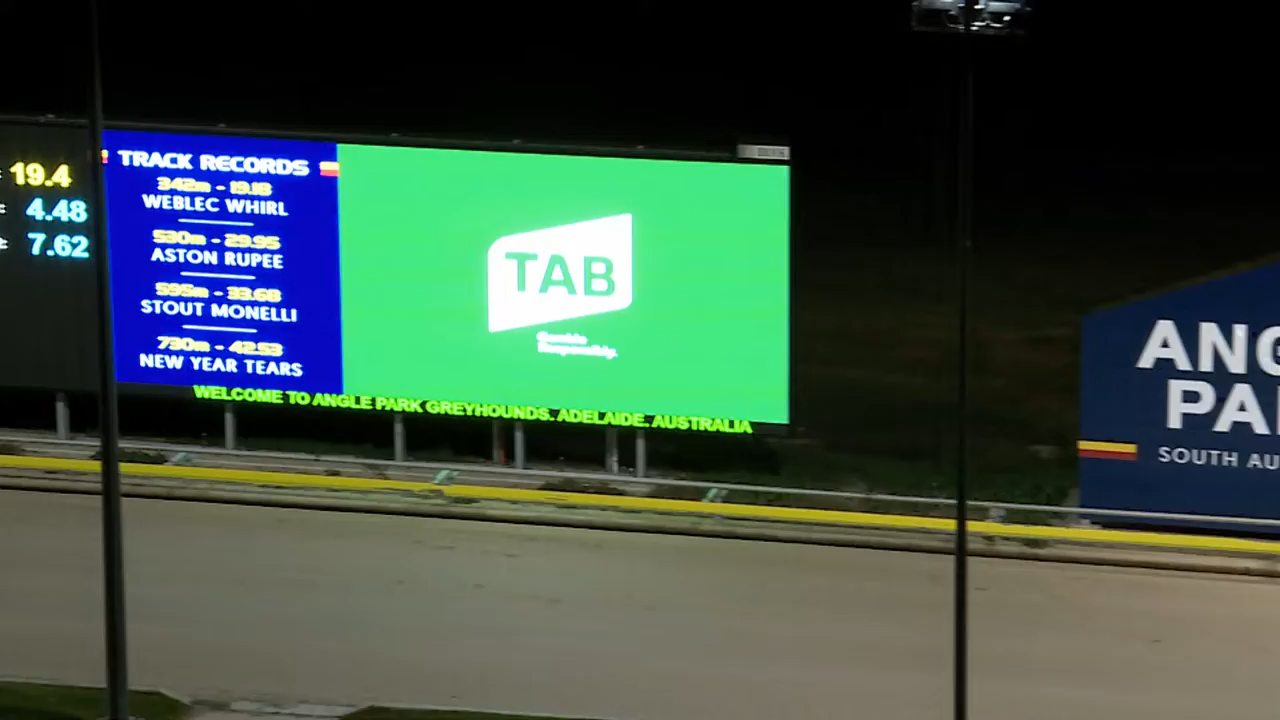 19.4
4.48
7.62
TRACK RECORDS
342m - 19.18
WEBLEC WHIRL
530m - 29.95
ASTON RUPEE
595m - 33.68
STOUT MONELLI
730m - 42.53
NEW YEAR TEARS
TAB
Gamble
Responsibly.
WELCOME TO ANGLE PARK GREYHOUNDS. ADELAIDE. AUSTRALIA
ANG
PA
SOUTH AU